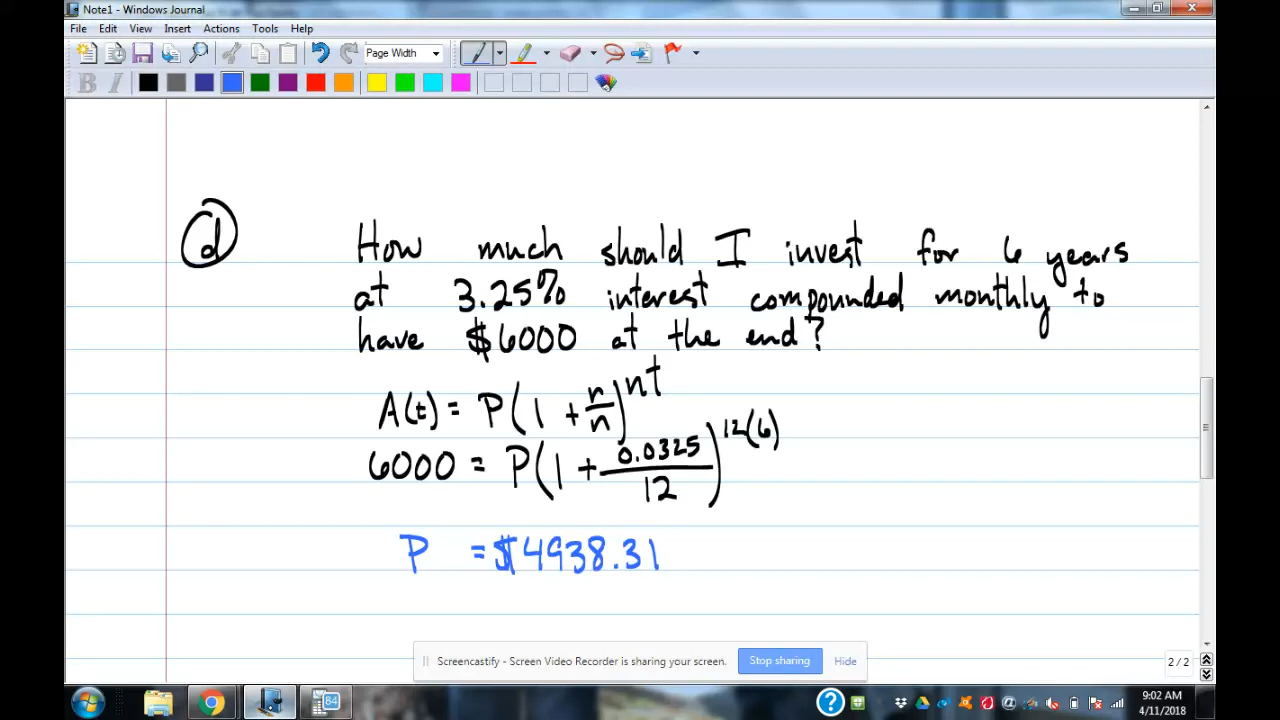 Note1 - Windows Journal
File Edit View Insert Actions Tools Help
Page Width
B I
d
How much should I invest for 6 years
at 3.25% interest compounded monthly to
have $6000 at the end?
A(t) = P(1 + r/n)^nt
6000 = P(1 + 0.0325/12)^12(6)
P = $4938.31
Screencastify - Screen Video Recorder is sharing your screen. Stop sharing Hide
2/2
84
9:02 AM
4/11/2018